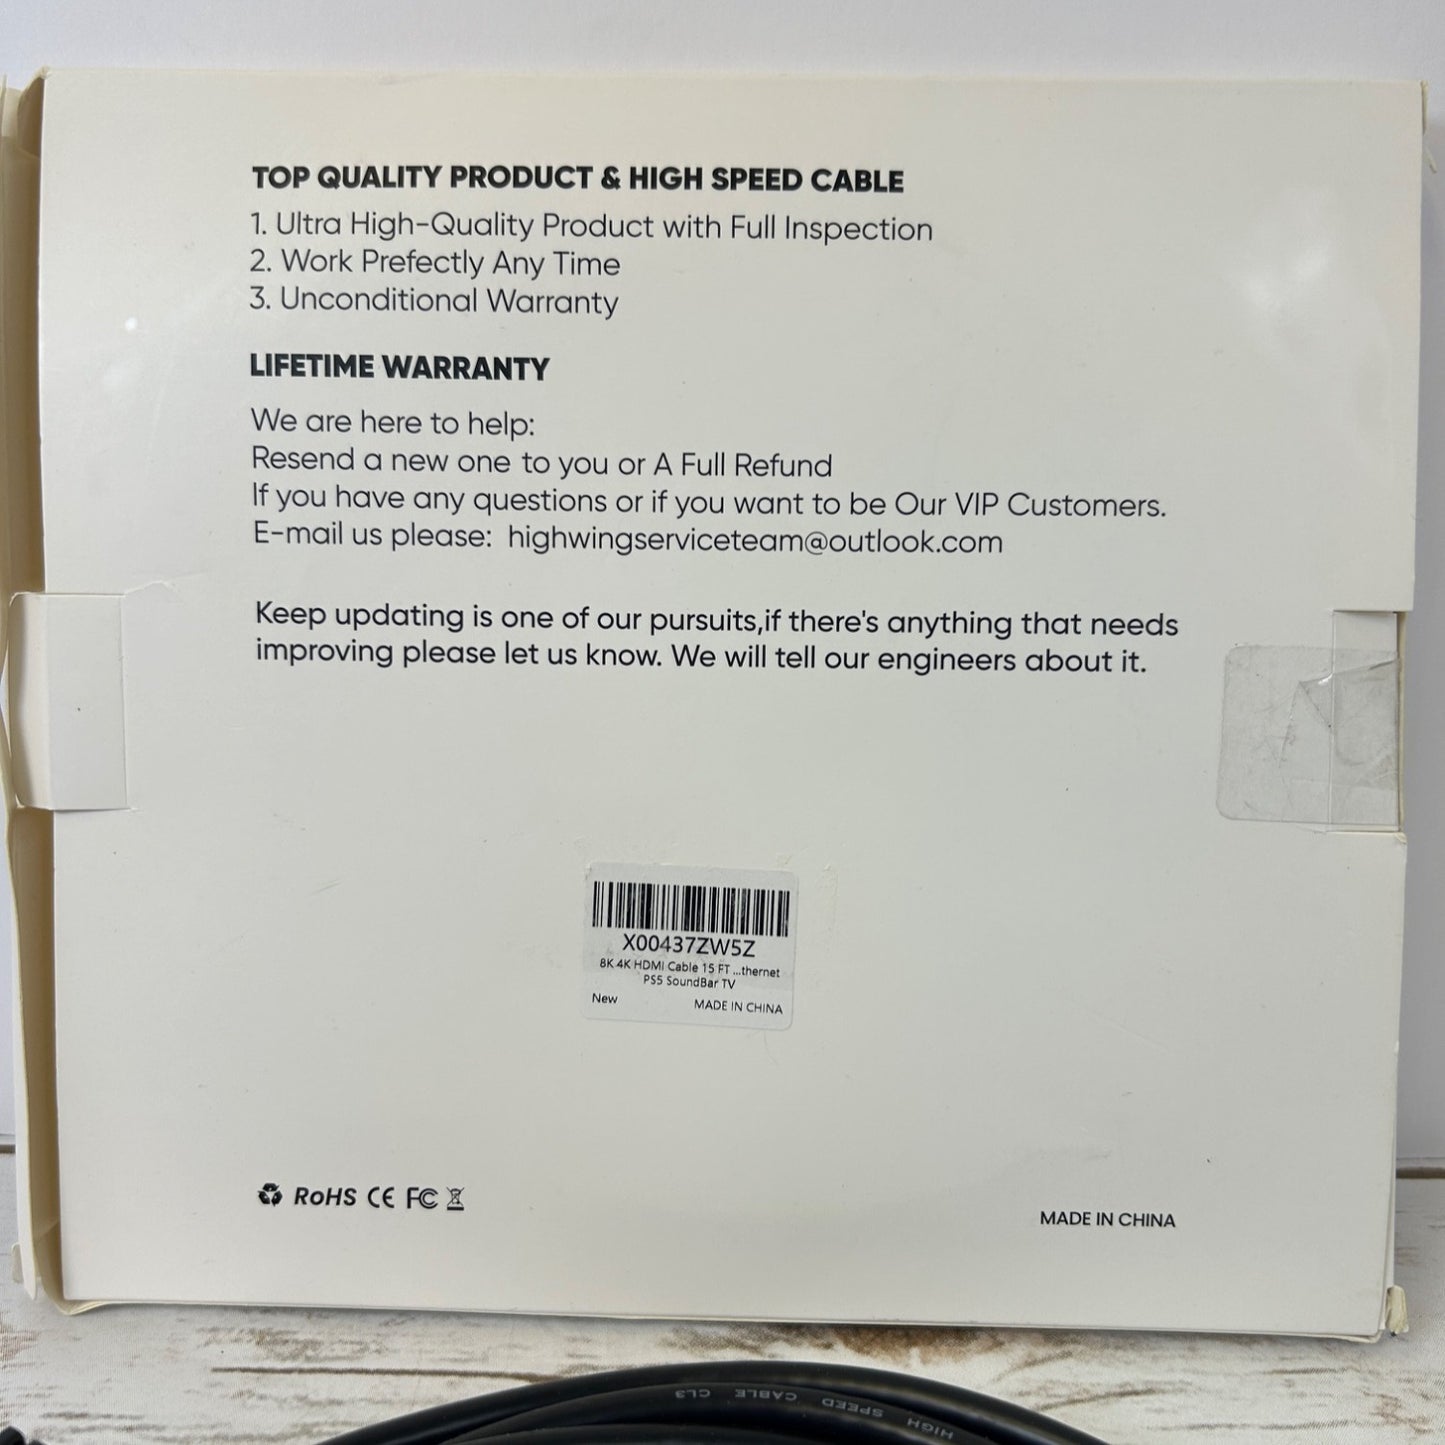 TOP QUALITY PRODUCT & HIGH SPEED CABLE
1. Ultra High-Quality Product with Full Inspection
2. Work Prefectly Any Time
3. Unconditional Warranty
LIFETIME WARRANTY
We are here to help:
Resend a new one to you or A Full Refund
If you have any questions or if you want to be Our VIP Customers.
E-mail us please: highwingserviceteam@outlook.com
Keep updating is one of our pursuits,if there's anything that needs
improving please let us know. We will tell our engineers about it.
X00437ZW5Z
8K 4K HDMI Cable 15 FT ...thernet
PS5 SoundBar TV
New MADE IN CHINA
RoHS CE FC
MADE IN CHINA
HIGH SPEED CABLE CL3